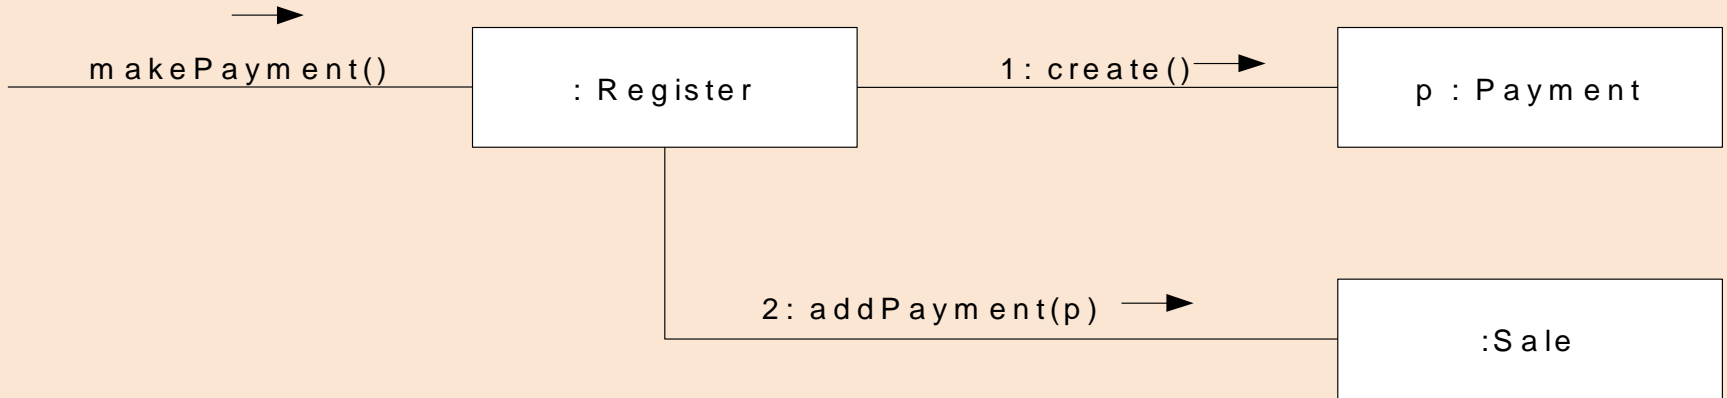 makePayment()
: Register
1: create()
p : Payment
2: addPayment(p)
:Sale